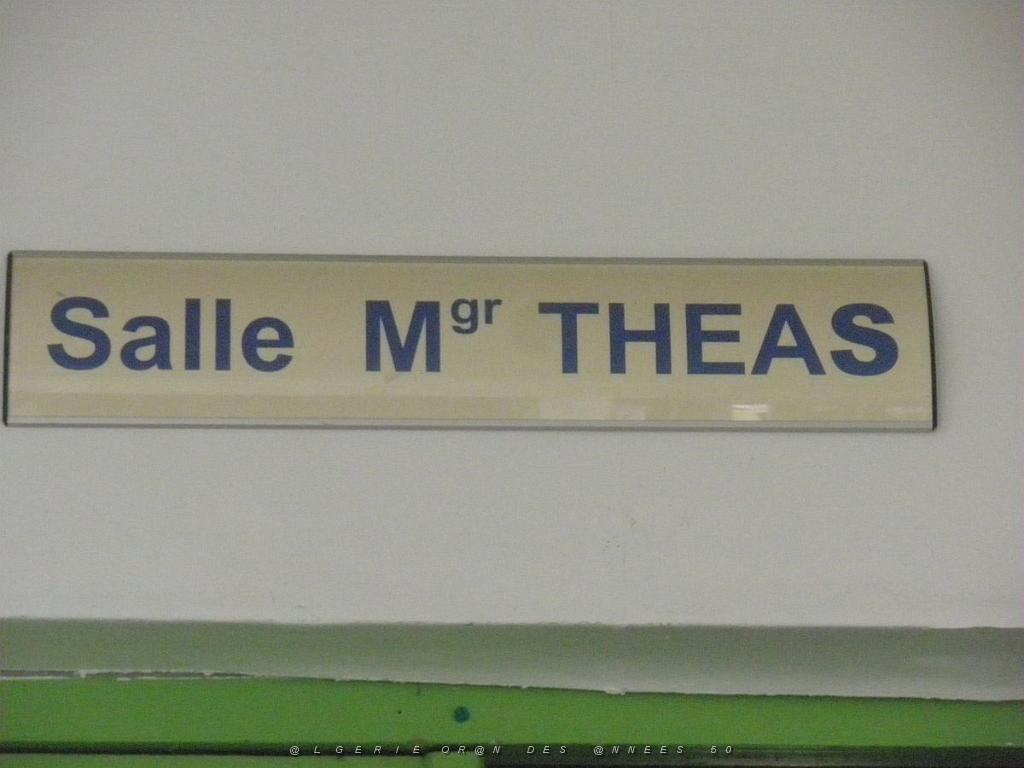 Salle Mgr THEAS
@LGERIE OR@N DES @NNEES 50